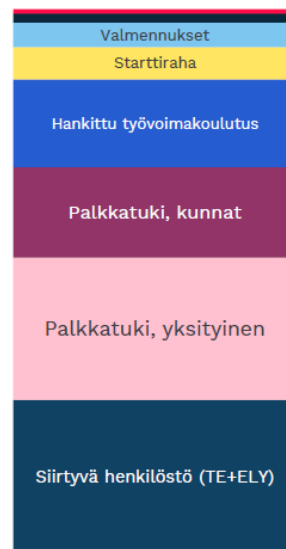 Valmennukset
Starttiraha
Hankittu työvoimakoulutus
Palkkatuki, kunnat
Palkkatuki, yksityinen
Siirtyvä henkilöstö (TE+ELY)